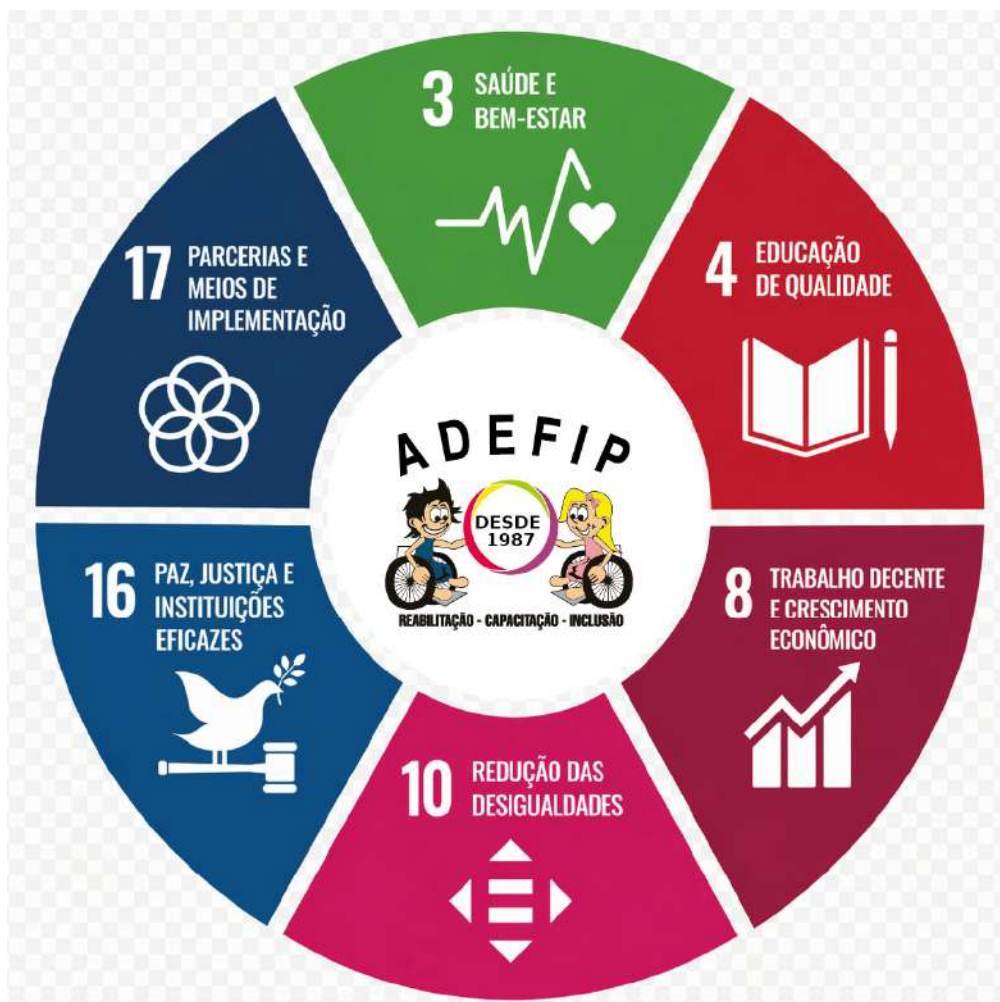 3 SAÚDE E
BEM-ESTAR
4 EDUCAÇÃO
DE QUALIDADE
8 TRABALHO DECENTE
E CRESCIMENTO
ECONÔMICO
10 REDUÇÃO DAS
DESIGUALDADES
16 PAZ, JUSTIÇA E
INSTITUIÇÕES
EFICAZES
17 PARCERIAS E
MEIOS DE
IMPLEMENTAÇÃO
ADEFIP
DESDE
1987
REABILITAÇÃO - CAPACITAÇÃO - INCLUSÃO